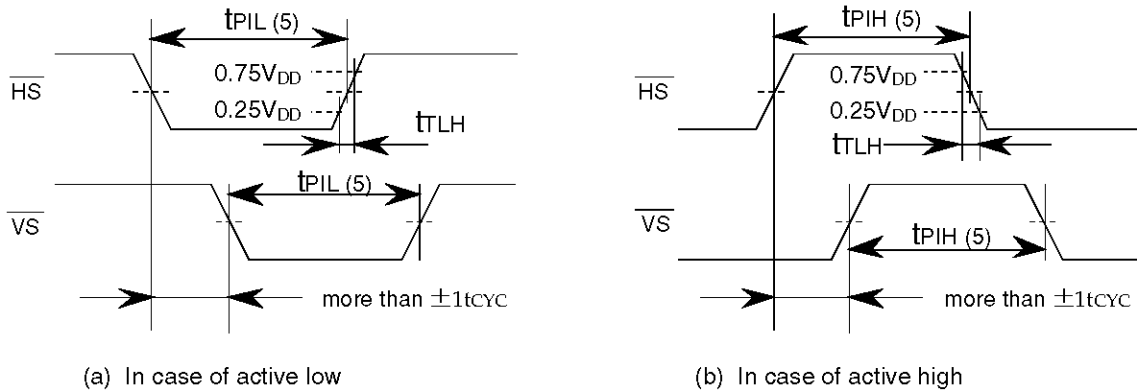 tPIL (5)
HS
0.75VDD
0.25VDD
tTLH
tPIL (5)
VS
more than ±1tCYC
(a) In case of active low
tPIH (5)
HS
0.75VDD
0.25VDD
tTLH
VS
tPIH (5)
more than ±1tCYC
(b) In case of active high